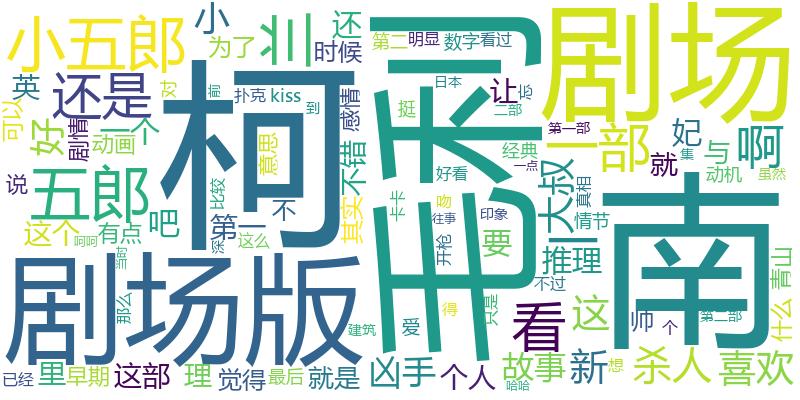 小五郎
小
还
兰
为了
时候
英
还是
扑克
kiss
可以
好
剧情
一个
动画
对
前
意思
感情
柯
毛利
第二
明显
数字
看过
挺
让
日本
二部
第一部
经典
好看
一点
卡卡
吻
往事
印象
开枪
剧场
一部
妃
啊
与
就
集
动机
虽然
大叔
真相
情节
推理
要
南
说
五郎
吧
比较
不
不错
其实
这个
有点
呵呵
第一
深
这么
当时
那么
剧场版
建筑
爱
得
只是
不过
看
这
帅
个
青山
什么
第二部
已经
里
早期
这部
理
觉得
最后
就是
凶手
个人
哈哈
故事
新
想
杀人
喜欢